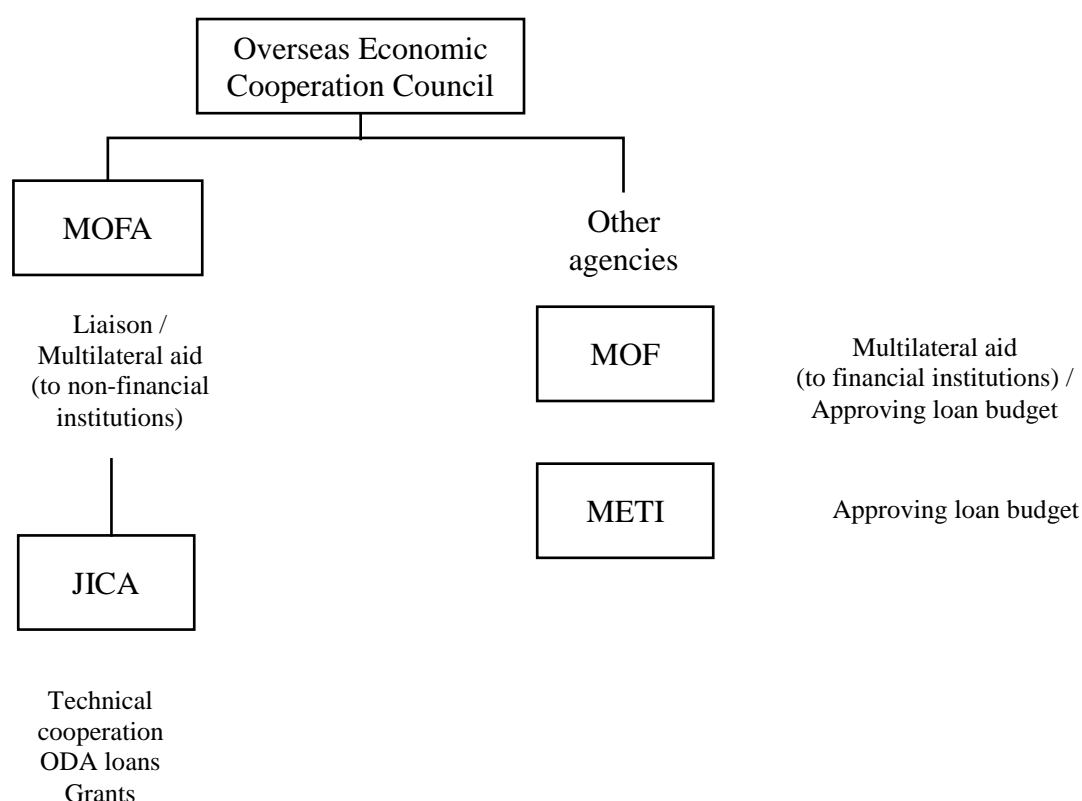 Overseas Economic
Cooperation Council
MOFA
Liaison /
Multilateral aid
(to non-financial
institutions)
JICA
Technical
cooperation
ODA loans
Grants
Other
agencies
MOF
Multilateral aid
(to financial institutions) /
Approving loan budget
METI
Approving loan budget